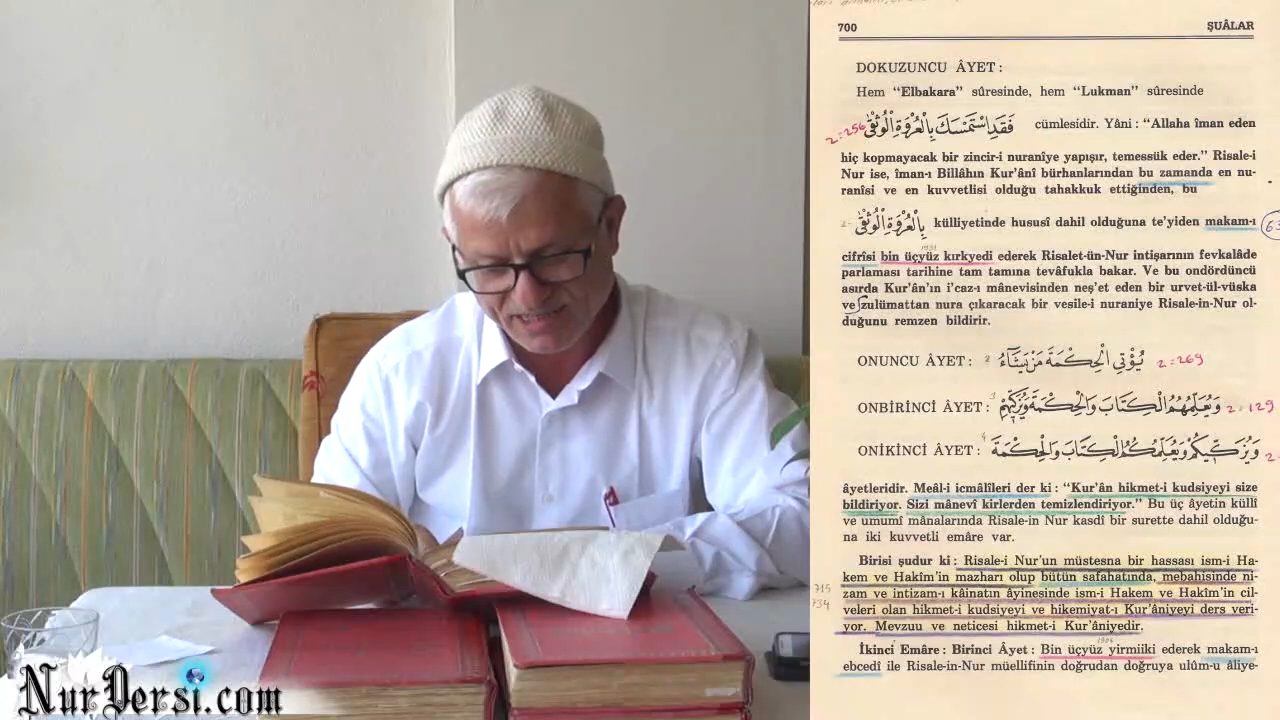 700 ŞUÂLAR
DOKUZUNCU ÂYET :
Hem “Elbakara” sûresinde, hem “Lukman” sûresinde
فَقَدِ اسْتَمْسَكَ بِالْعُرْوَةِ الْوُثْقٰى cümlesidir. Yâni : “Allaha îman eden
2:256
hiç kopmayacak bir zincir-i nuranîye yapışır, temessük eder.” Risale-i
Nur ise, îman-ı Billâhın Kur’ânî bürhanlarından bu zamanda en nu-
ranîsi ve en kuvvetlisi olduğu tahakkuk ettiğinden, bu
بِالْعُرْوَةِ الْوُثْقٰى külliyetinde hususî dahil olduğuna te’yiden makam-ı
cifrîsi bin üçyüz kırkyedi ederek Risalet-ün-Nur intişarının fevkalâde
parlaması tarihine tam tamına tevâfukla bakar. Ve bu ondördüncü
asırda Kur’ân’ın i’caz-ı mânevisinden neş’et eden bir urvet-ül-vüska
ve zulümattan nura çıkaracak bir vesile-i nuraniye Risale-in-Nur ol-
duğunu remzen bildirir.
ONUNCU ÂYET : يُؤْتِي الْحِكْمَةَ مَنْ يَشَٓاءُ 2:269
ONBİRİNCİ ÂYET : وَيُعَلِّمُهُمُ الْكِتَابَ وَالْحِكْمَةَ وَيُزَكِّيهِمْ 2:129
ONİKİNCİ ÂYET : وَيُزَكِّيكُمْ وَيُعَلِّمُكُمُ الْكِتَابَ وَالْحِكْمَةَ
âyetleridir. Meâl-i icmalîleri der ki : “Kur’ân hikmet-i kudsiyeyi size
bildiriyor. Sizi mânevî kirlerden temizlendiriyor.” Bu üç âyetin küllî
ve umumî mânalarında Risale-in Nur kasdî bir surette dahil olduğu-
na iki kuvvetli emâre var.
Birisi şudur ki : Risale-i Nur’un müstesna bir hassası ism-i Ha-
kem ve Hakîm’in mazharı olup bütün safahatında, mebahisinde ni-
zam ve intizam-ı kâinatın âyinesinde ism-i Hakem ve Hakîm’in cil-
veleri olan hikmet-i kudsiyeyi ve hikemiyat-ı Kur’âniyeyi ders veri-
yor. Mevzuu ve neticesi hikmet-i Kur’âniyedir.
İkinci Emâre : Birinci Âyet : Bin üçyüz yirmiiki ederek makam-ı
ebcedî ile Risale-in-Nur müellifinin doğrudan doğruya ulûm-u âliye-
NurDersi.com